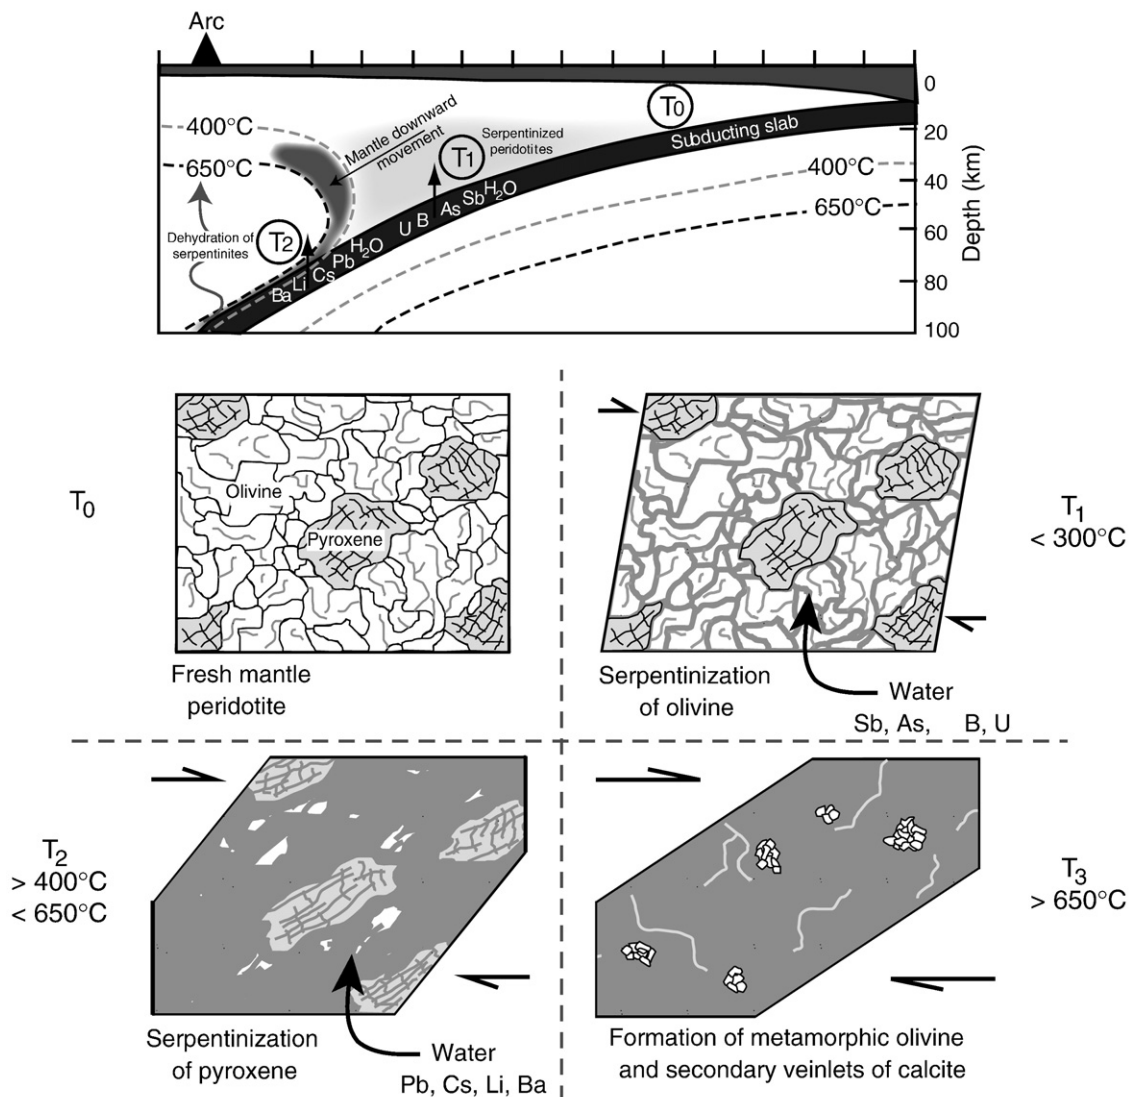 Arc
0
20
40
60
80
100
Depth (km)
T0
Subducting slab
400°C
650°C
Mantle downward
movement
T1
Serpentinized
peridotites
400°C
650°C
T2
Dehydration of
serpentinites
Ba Li Cs Pb H2O U B As Sb H2O
400°C
650°C
T0
Olivine
Pyroxene
Fresh mantle
peridotite
T1
< 300°C
Serpentinization
of olivine
Water
Sb, As, B, U
T2
> 400°C
< 650°C
Serpentinization
of pyroxene
Water
Pb, Cs, Li, Ba
T3
> 650°C
Formation of metamorphic olivine
and secondary veinlets of calcite